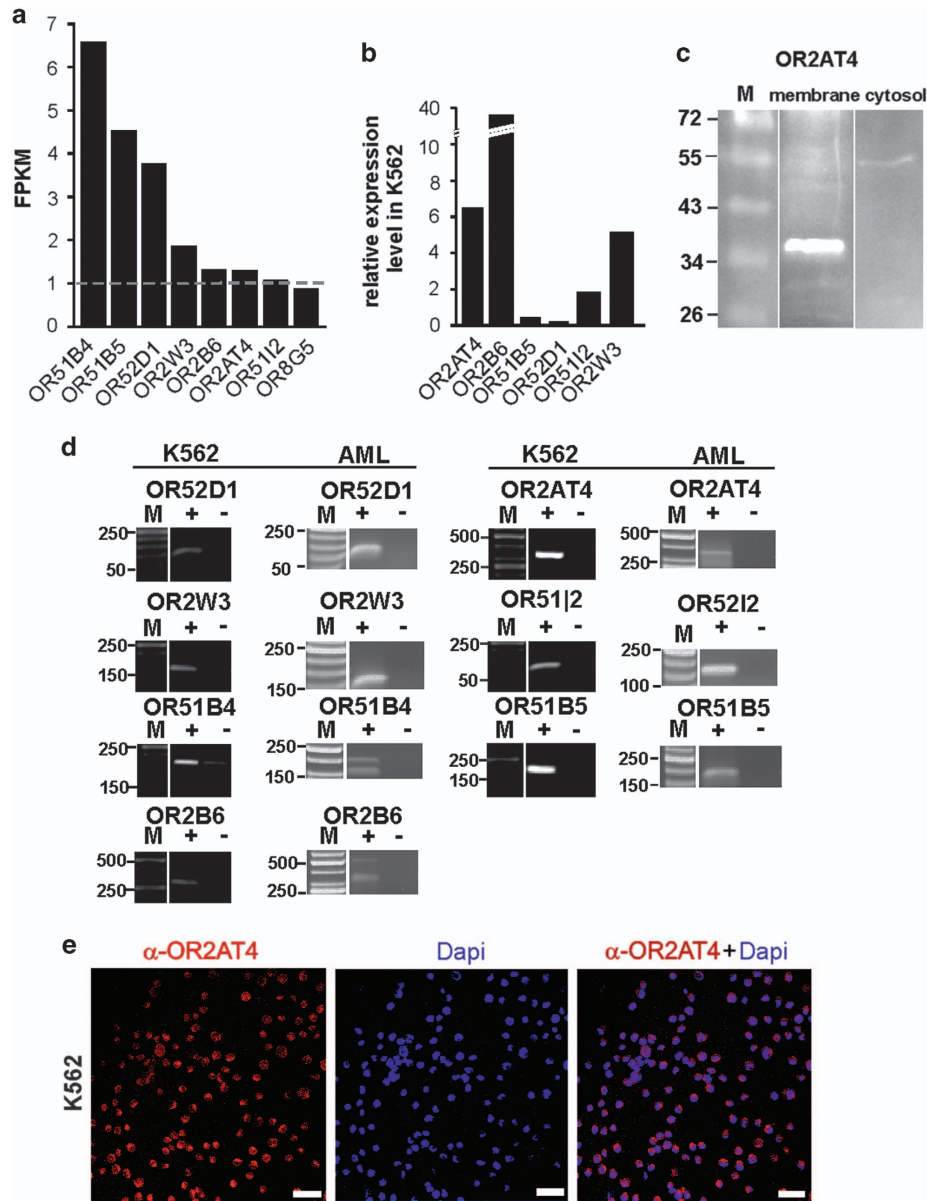 a
7
6
5
4
3
2
1
0
FPKM
OR51B4
OR51B5
OR52D1
OR2W3
OR2B6
OR2AT4
OR51I2
OR8G5
b
relative expression
level in K562
40
10
8
6
4
2
0
OR2AT4
OR2B6
OR51B5
OR52D1
OR51I2
OR2W3
c
OR2AT4
M membrane cytosol
72
55
43
34
26
d
K562 AML K562 AML
OR52D1 OR52D1 OR2AT4 OR2AT4
M + - M + - M + - M + -
250 250 500 500
50 50 250 250
OR2W3 OR2W3 OR51|2 OR52I2
M + - M + - M + - M + -
250 250 250 250
150 150 50 100
OR51B4 OR51B4 OR51B5 OR51B5
M + - M + - M + - M + -
250 250 250 250
150 150 150 150
OR2B6 OR2B6
M + - M + -
500 500
250 250
e
α-OR2AT4 Dapi α-OR2AT4+Dapi
K562